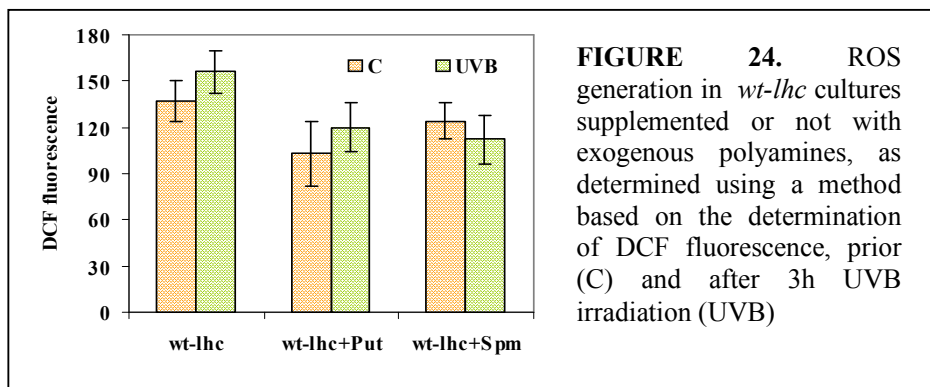 180
150
120
90
60
30
0
DCF fluorescence
C
UVB
wt-lhc
wt-lhc+Put
wt-lhc+Spm
FIGURE 24. ROS
generation in wt-lhc cultures
supplemented or not with
exogenous polyamines, as
determined using a method
based on the determination
of DCF fluorescence, prior
(C) and after 3h UVB
irradiation (UVB)